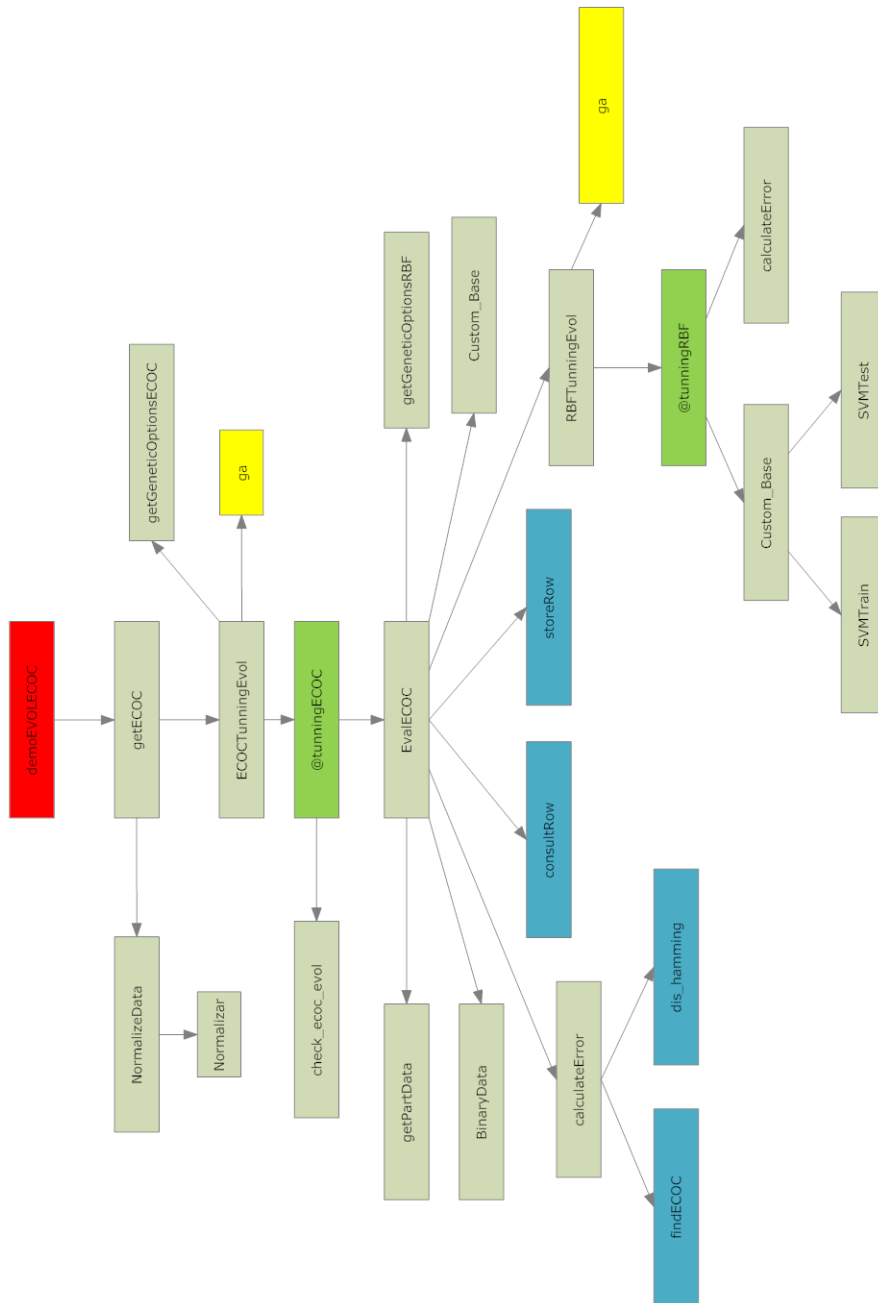 demoEVOLECOC
getECOC
NormalizeData
Normalizar
getGeneticOptionsECOC
ECOCTunningEvol
ga
@tunningECOC
check_ecoc_evol
EvalECOC
getGeneticOptionsRBF
getPartData
Custom_Base
BinaryData
storeRow
consultRow
RBFTunningEvol
ga
calculateError
findECOC
dis_hamming
@tunningRBF
Custom_Base
calculateError
SVMTrain
SVMTest